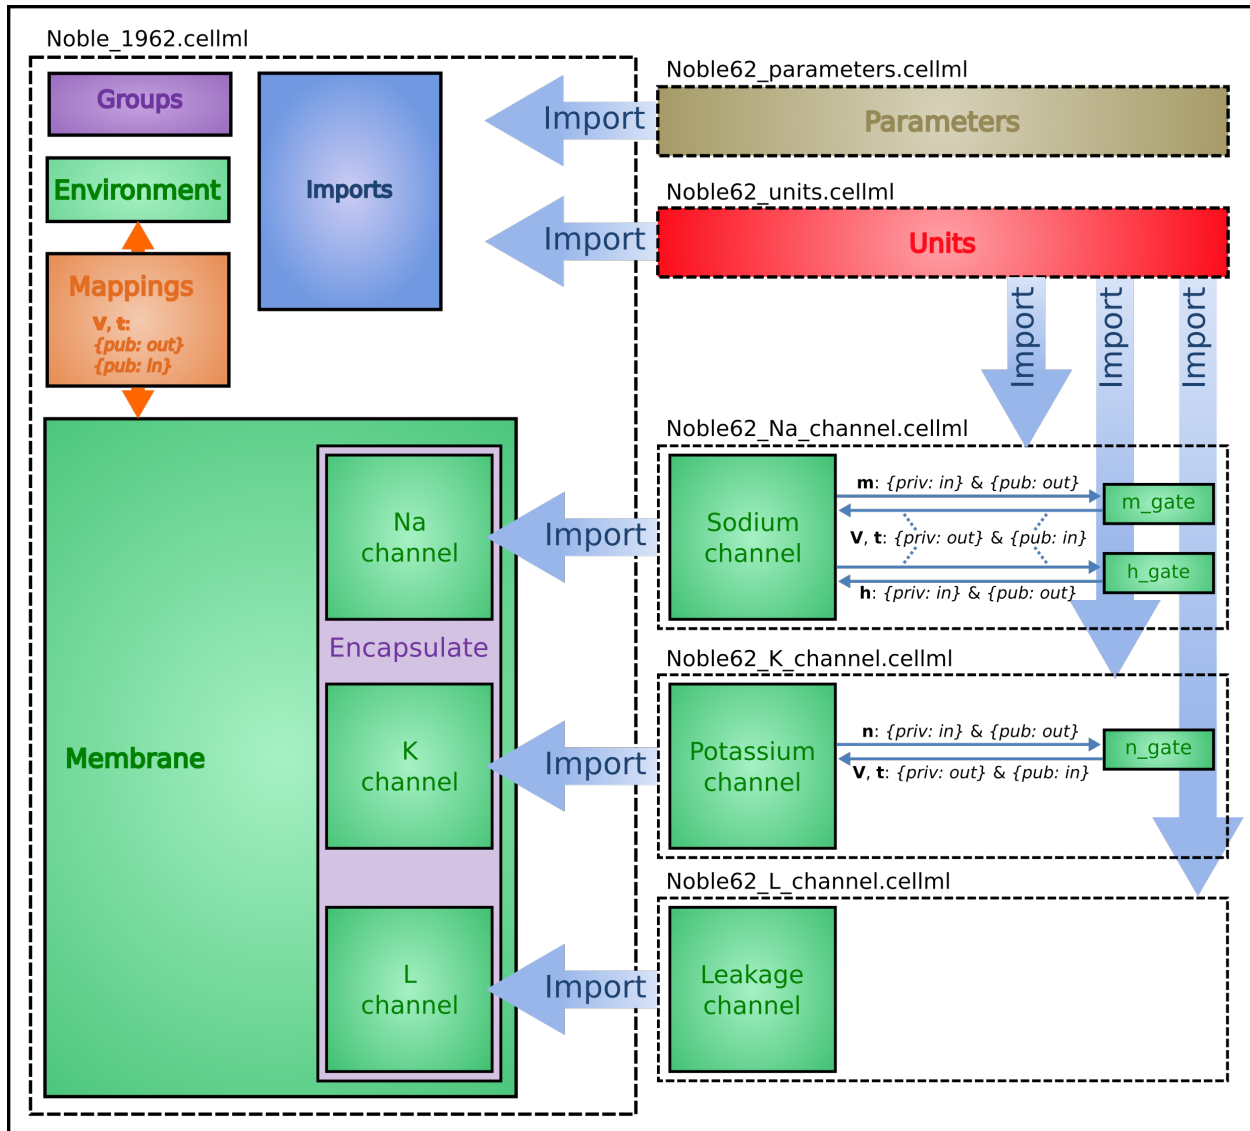 Noble_1962.cellml
Groups
Environment
Mappings
V, t:
{pub: out}
{pub: in}
Imports
Membrane
Na
channel
Encapsulate
K
channel
L
channel
Import
Noble62_parameters.cellml
Parameters
Import
Noble62_units.cellml
Units
Import
Import
Import
Import
Noble62_Na_channel.cellml
Sodium
channel
m: {priv: in} & {pub: out}
m_gate
V, t: {priv: out} & {pub: in}
h_gate
h: {priv: in} & {pub: out}
Import
Noble62_K_channel.cellml
Potassium
channel
n: {priv: in} & {pub: out}
n_gate
V, t: {priv: out} & {pub: in}
Import
Noble62_L_channel.cellml
Leakage
channel